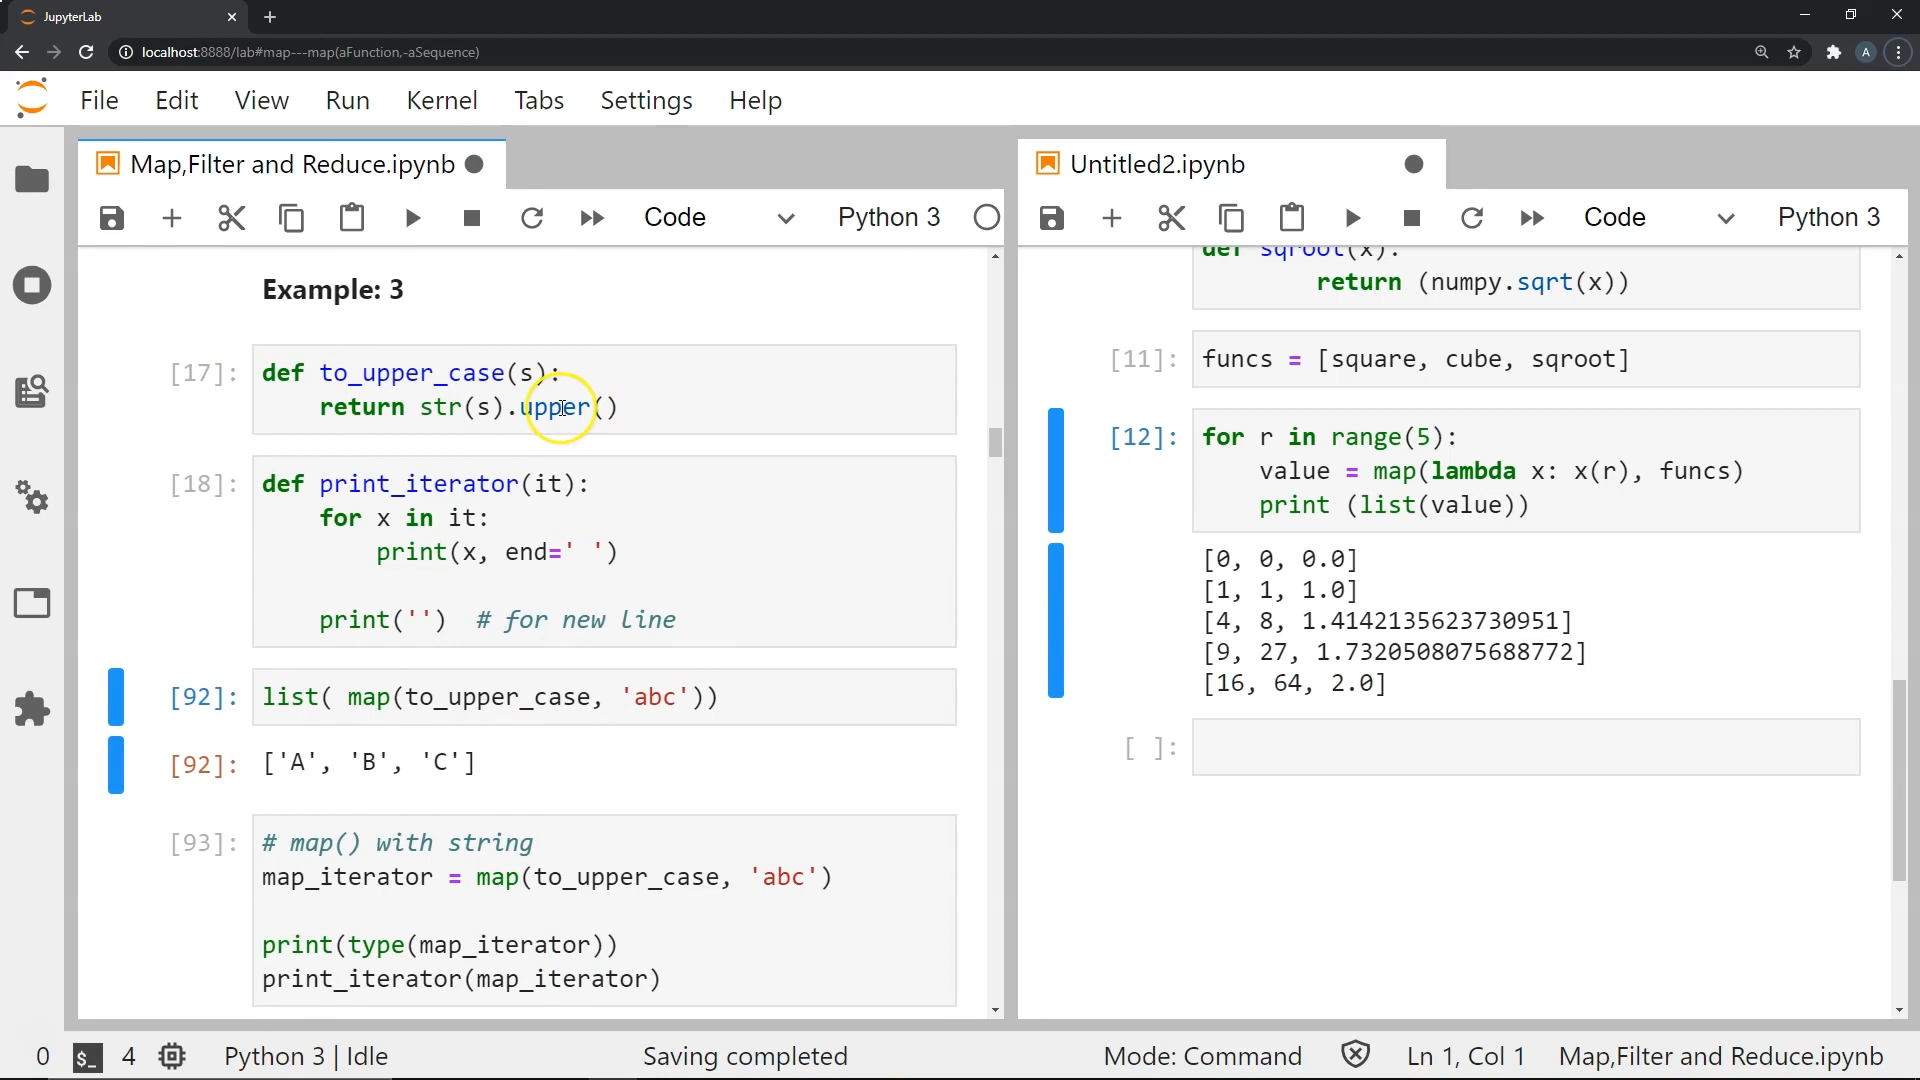 JupyterLab
localhost:8888/lab#map---map(aFunction,-aSequence)
A
File Edit View Run Kernel Tabs Settings Help
Map,Filter and Reduce.ipynb
Code
Python 3
Example: 3
[17]: def to_upper_case(s):
return str(s).upper()
[18]: def print_iterator(it):
for x in it:
print(x, end=' ')
print('') # for new line
[92]: list( map(to_upper_case, 'abc'))
[92]: ['A', 'B', 'C']
[93]: # map() with string
map_iterator = map(to_upper_case, 'abc')
print(type(map_iterator))
print_iterator(map_iterator)
Untitled2.ipynb
Code
Python 3
def sqroot(x):
return (numpy.sqrt(x))
[11]: funcs = [square, cube, sqroot]
[12]: for r in range(5):
value = map(lambda x: x(r), funcs)
print (list(value))
[0, 0, 0.0]
[1, 1, 1.0]
[4, 8, 1.4142135623730951]
[9, 27, 1.7320508075688772]
[16, 64, 2.0]
[ ]:
0 $_ 4 Python 3 | Idle Saving completed Mode: Command Ln 1, Col 1 Map,Filter and Reduce.ipynb